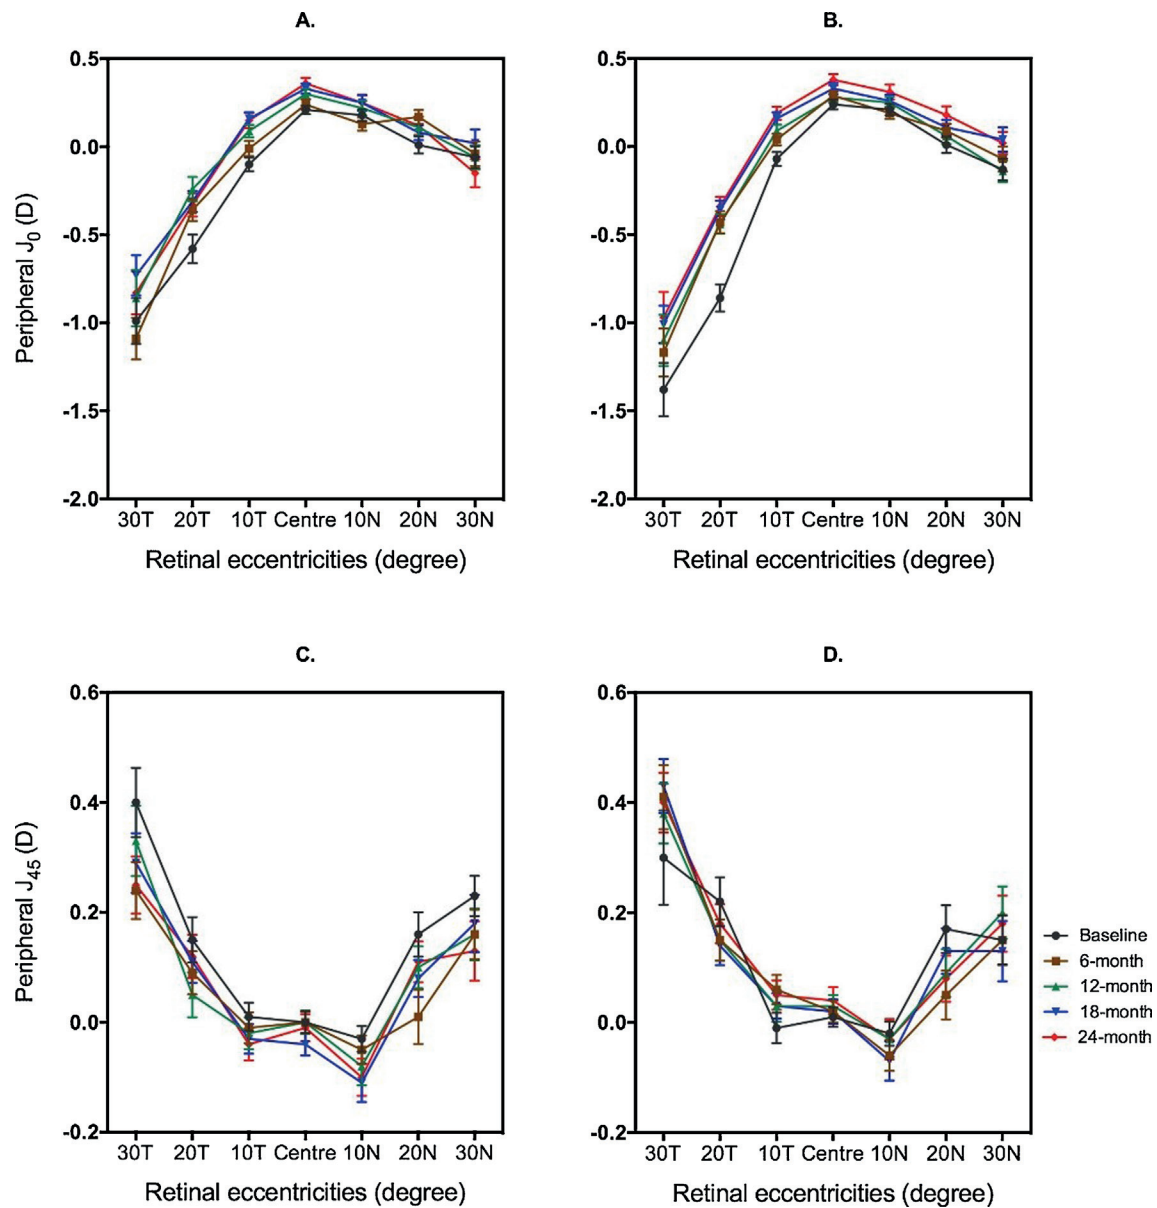 A.
B.
0.5
0.0
-0.5
-1.0
-1.5
-2.0
Peripheral J0 (D)
30T 20T 10T Centre 10N 20N 30N
Retinal eccentricities (degree)
0.5
0.0
-0.5
-1.0
-1.5
-2.0
30T 20T 10T Centre 10N 20N 30N
Retinal eccentricities (degree)
C.
D.
0.6
0.4
0.2
0.0
-0.2
Peripheral J45 (D)
30T 20T 10T Centre 10N 20N 30N
Retinal eccentricities (degree)
0.6
0.4
0.2
0.0
-0.2
30T 20T 10T Centre 10N 20N 30N
Retinal eccentricities (degree)
Baseline
6-month
12-month
18-month
24-month